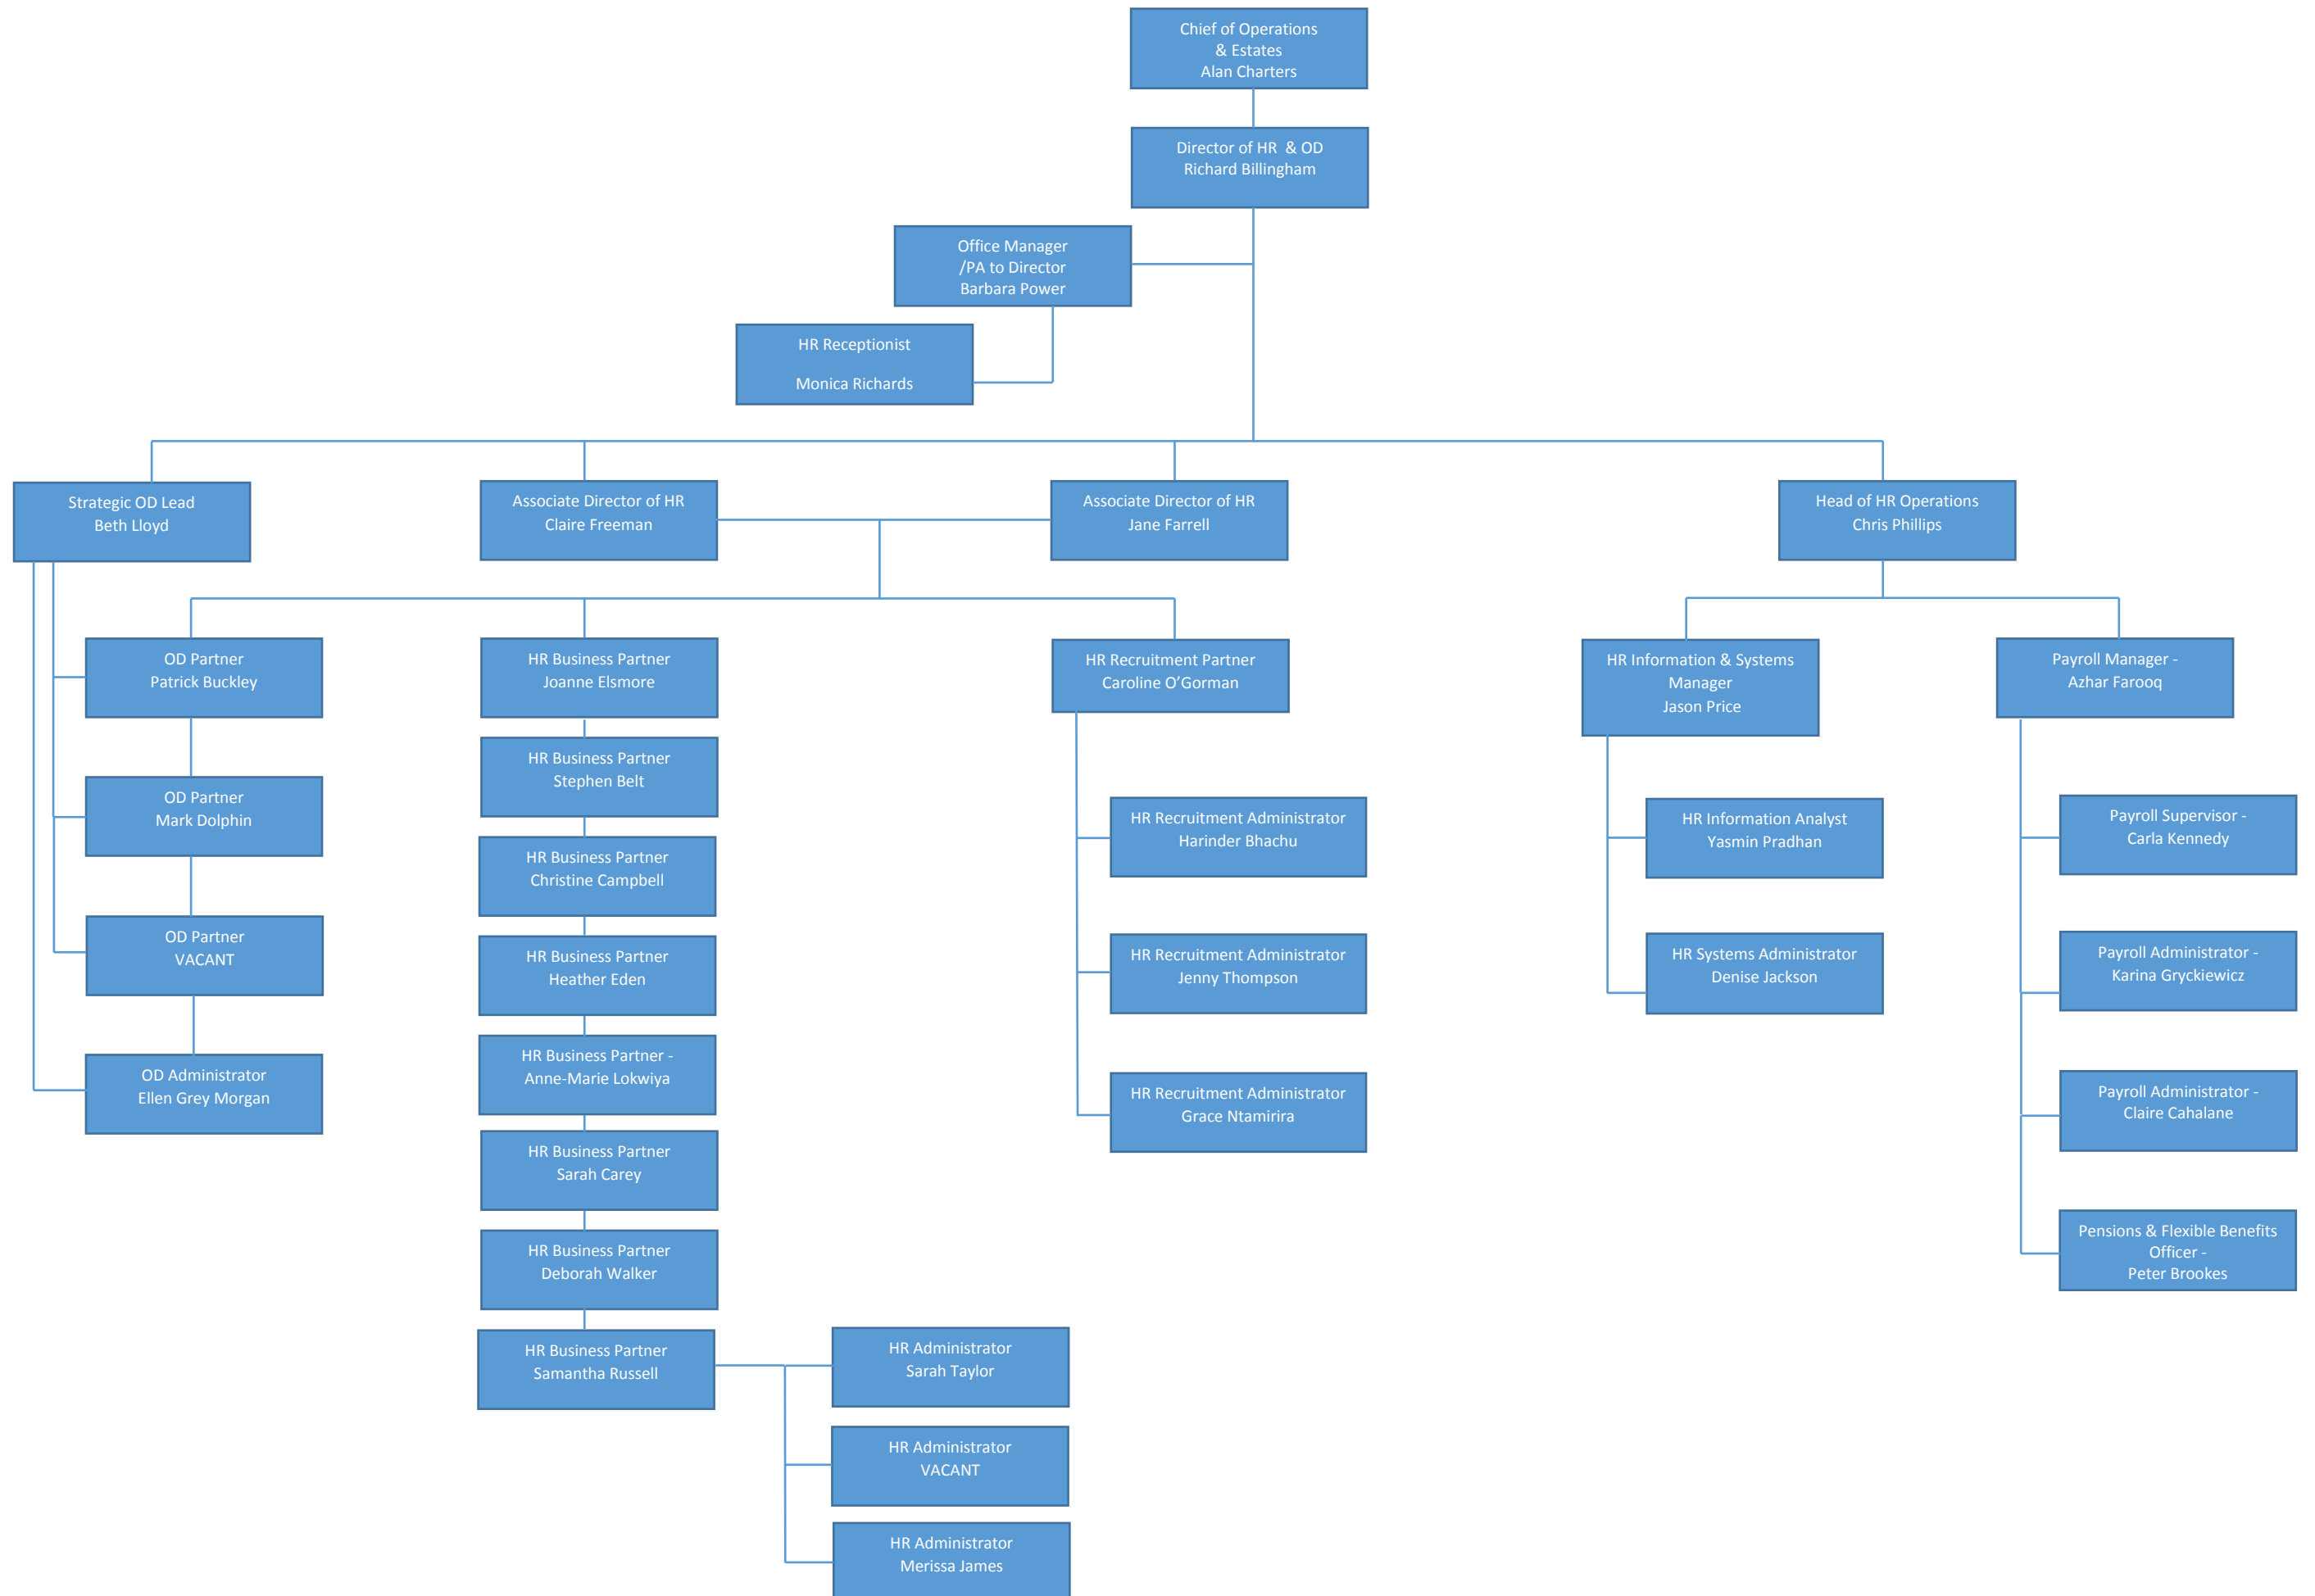 Chief of Operations
& Estates
Alan Charters
Director of HR & OD
Richard Billingham
Office Manager
/PA to Director
Barbara Power
HR Receptionist
Monica Richards
Strategic OD Lead
Beth Lloyd
Associate Director of HR
Claire Freeman
Associate Director of HR
Jane Farrell
Head of HR Operations
Chris Phillips
OD Partner
Patrick Buckley
OD Partner
Mark Dolphin
OD Partner
VACANT
OD Administrator
Ellen Grey Morgan
HR Business Partner
Joanne Elsmore
HR Business Partner
Stephen Belt
HR Business Partner
Christine Campbell
HR Business Partner
Heather Eden
HR Business Partner -
Anne-Marie Lokwiya
HR Business Partner
Sarah Carey
HR Business Partner
Deborah Walker
HR Business Partner
Samantha Russell
HR Administrator
Sarah Taylor
HR Administrator
VACANT
HR Administrator
Merissa James
HR Recruitment Partner
Caroline O’Gorman
HR Recruitment Administrator
Harinder Bhachu
HR Recruitment Administrator
Jenny Thompson
HR Recruitment Administrator
Grace Ntamirira
HR Information & Systems
Manager
Jason Price
HR Information Analyst
Yasmin Pradhan
HR Systems Administrator
Denise Jackson
Payroll Manager -
Azhar Farooq
Payroll Supervisor -
Carla Kennedy
Payroll Administrator -
Karina Gryckiewicz
Payroll Administrator -
Claire Cahalane
Pensions & Flexible Benefits
Officer -
Peter Brookes